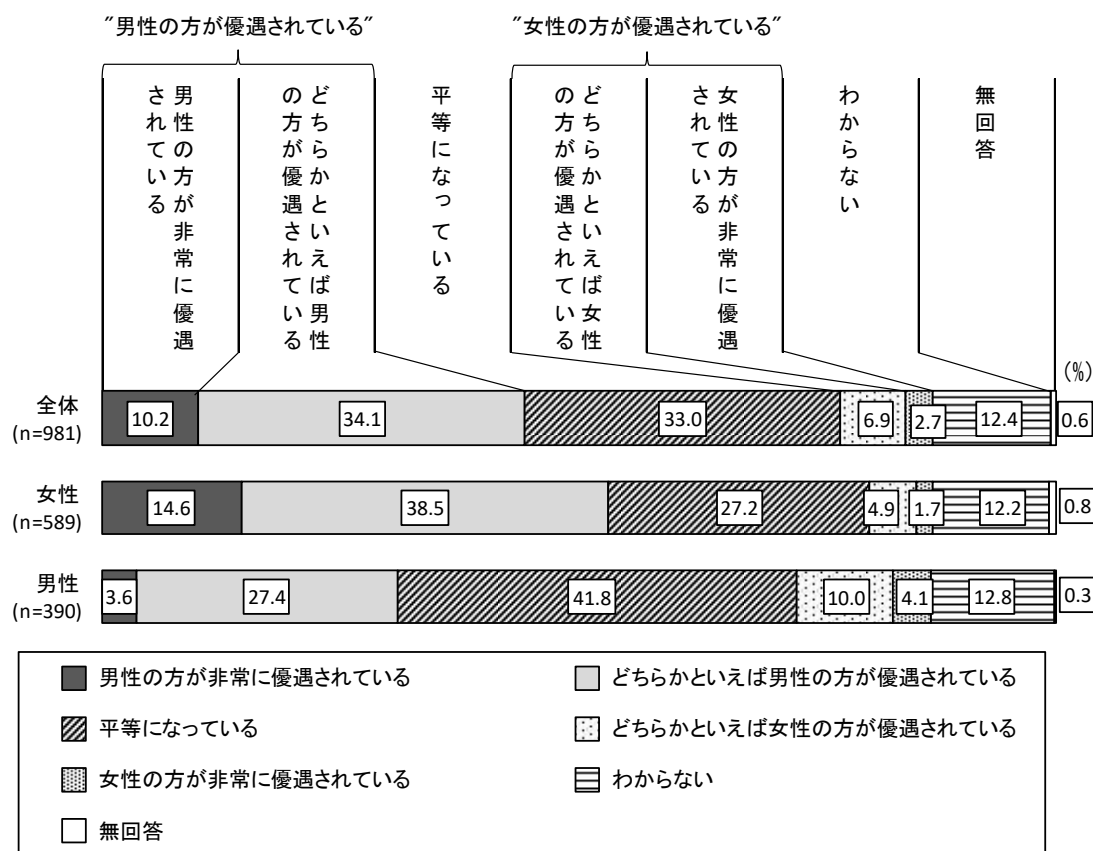 "男性の方が優遇されている"
"女性の方が優遇されている"
男性の方が非常に優遇
されている
どちらかといえば男性
の方が優遇されている
平等になっている
どちらかといえば女性
の方が優遇されている
女性の方が非常に優遇
されている
わからない
無回答
(%)
全体
(n=981)
10.2
34.1
33.0
6.9
2.7
12.4
0.6
女性
(n=589)
14.6
38.5
27.2
4.9
1.7
12.2
0.8
男性
(n=390)
3.6
27.4
41.8
10.0
4.1
12.8
0.3
男性の方が非常に優遇されている
どちらかといえば男性の方が優遇されている
平等になっている
どちらかといえば女性の方が優遇されている
女性の方が非常に優遇されている
わからない
無回答